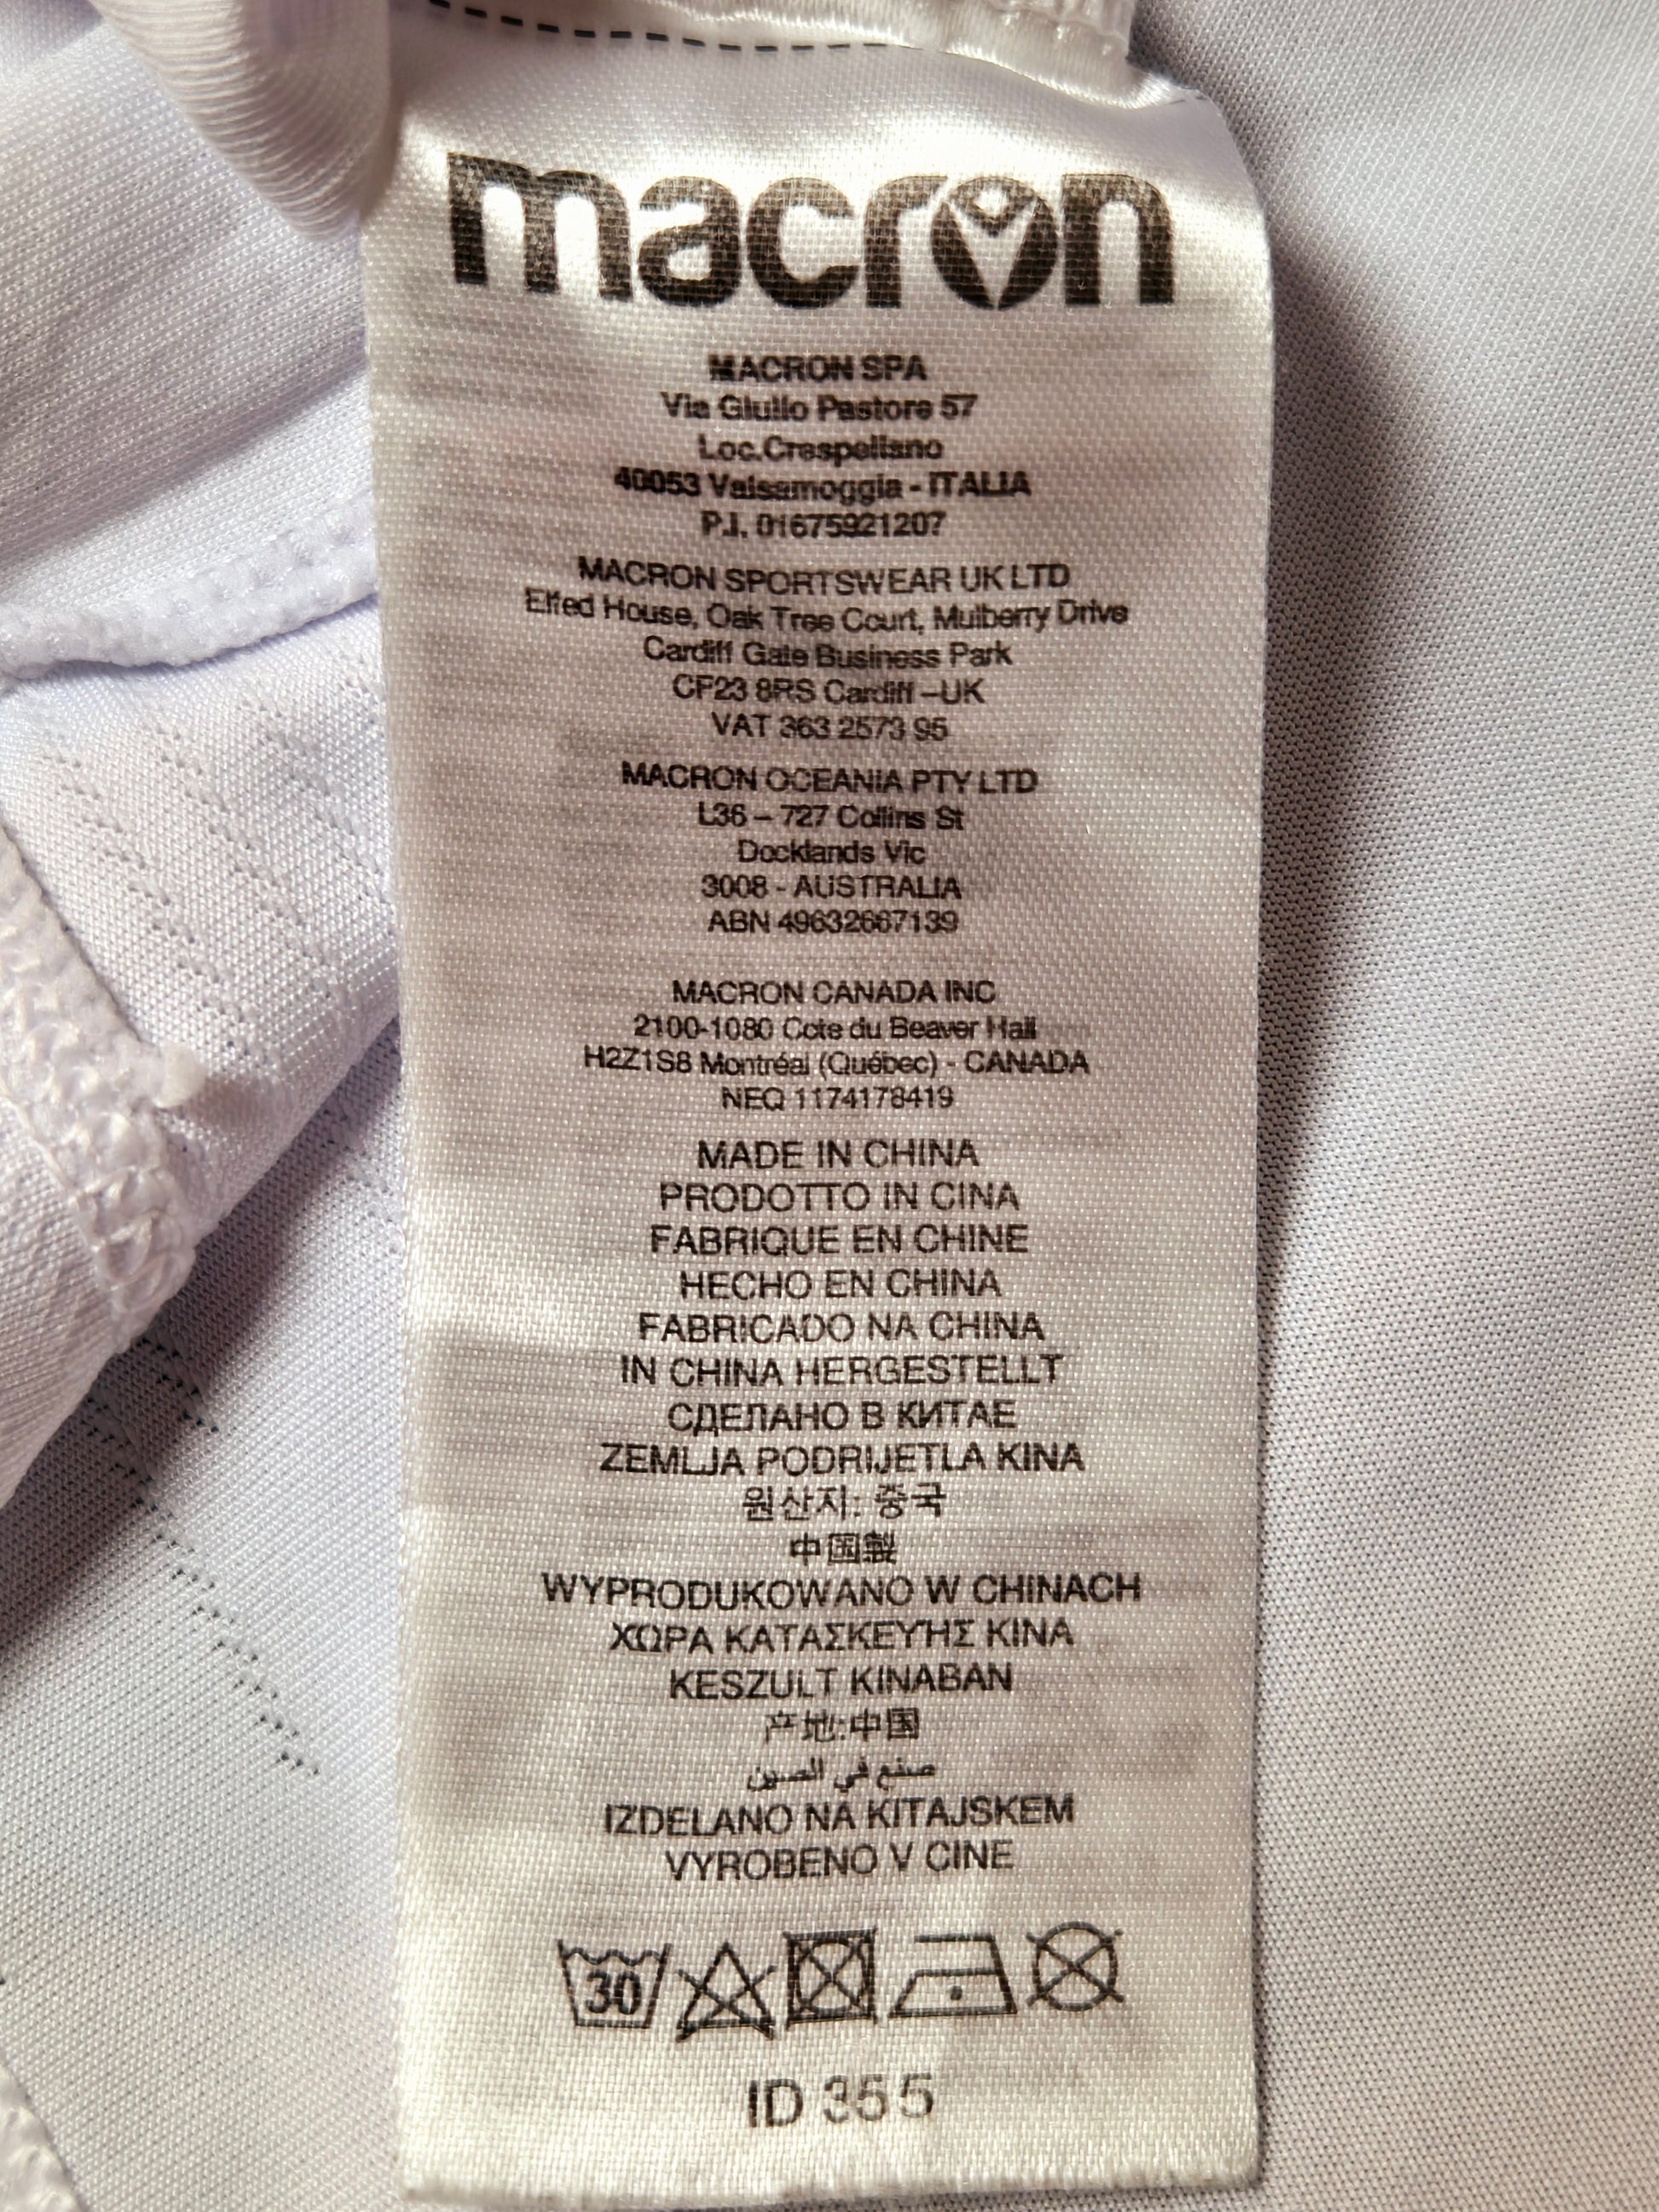 macron
MACRON SPA
Via Giulio Pastore 57
Loc.Crespellano
40053 Valsamoggia - ITALIA
P.I. 01675921207
MACRON SPORTSWEAR UK LTD
Elfed House, Oak Tree Court, Mulberry Drive
Cardiff Gate Business Park
CF23 8RS Cardiff –UK
VAT 363 2573 95
MACRON OCEANIA PTY LTD
L36 – 727 Collins St
Docklands Vic
3008 - AUSTRALIA
ABN 49632667139
MACRON CANADA INC
2100-1080 Cote du Beaver Hall
H2Z1S8 Montréal (Québec) - CANADA
NEQ 1174178419
MADE IN CHINA
PRODOTTO IN CINA
FABRIQUE EN CHINE
HECHO EN CHINA
FABRICADO NA CHINA
IN CHINA HERGESTELLT
СДЕЛАНО В КИТАЕ
ZEMLJA PODRIJETLA KINA
원산지: 중국
中国製
WYPRODUKOWANO W CHINACH
ΧΩΡΑ ΚΑΤΑΣΚΕΥΉΣ ΚΙΝΑ
KESZULT KINABAN
产地:中国
صنع في الصين
IZDELANO NA KITAJSKEM
VYROBENO V CINE
30
ID 355